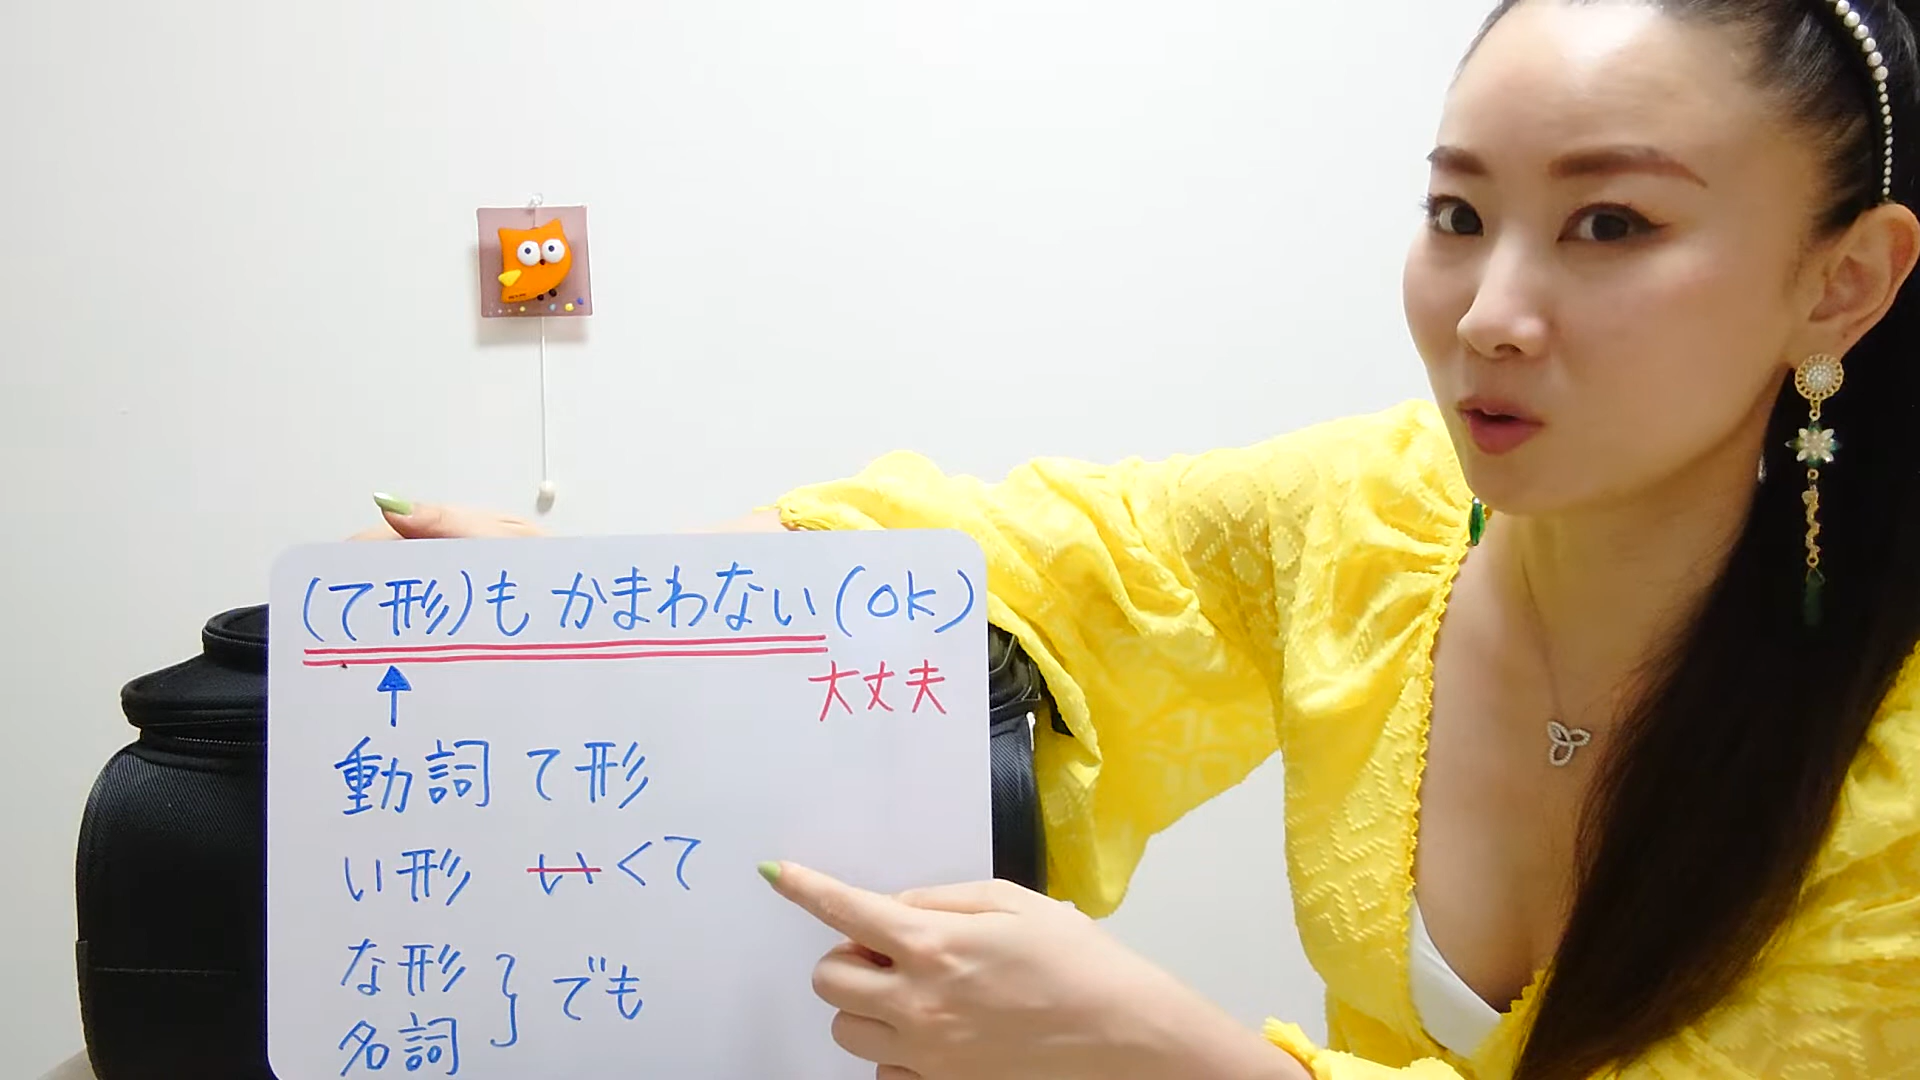 (て形)も かまわない (OK)
大丈夫
動詞 て形
い形 い くて
な形 } でも
名詞